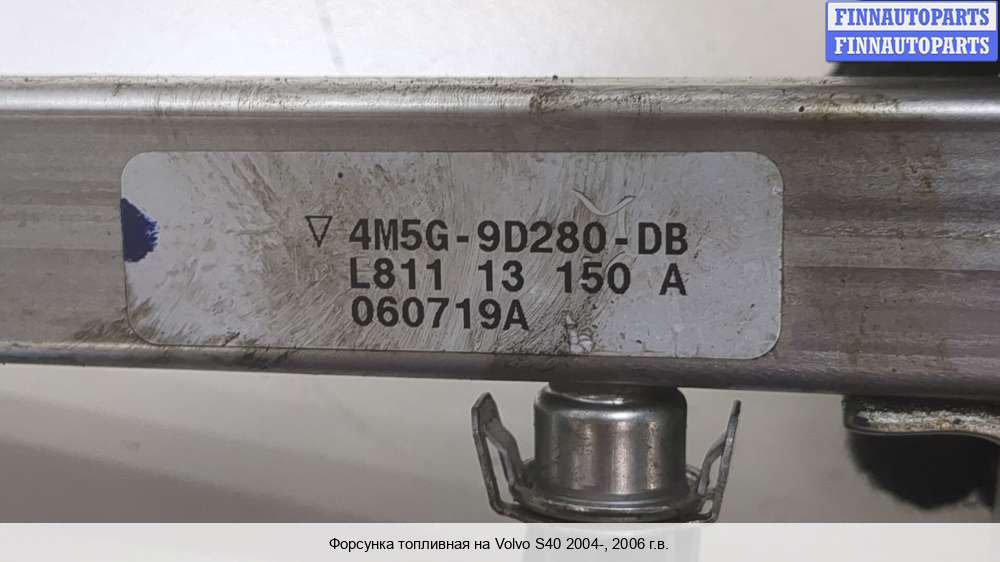 FINNAUTOPARTS
FINNAUTOPARTS
▽ 4M5G-9D280-DB
L811 13 150 A
060719A
Форсунка топливная на Volvo S40 2004-, 2006 г.в.